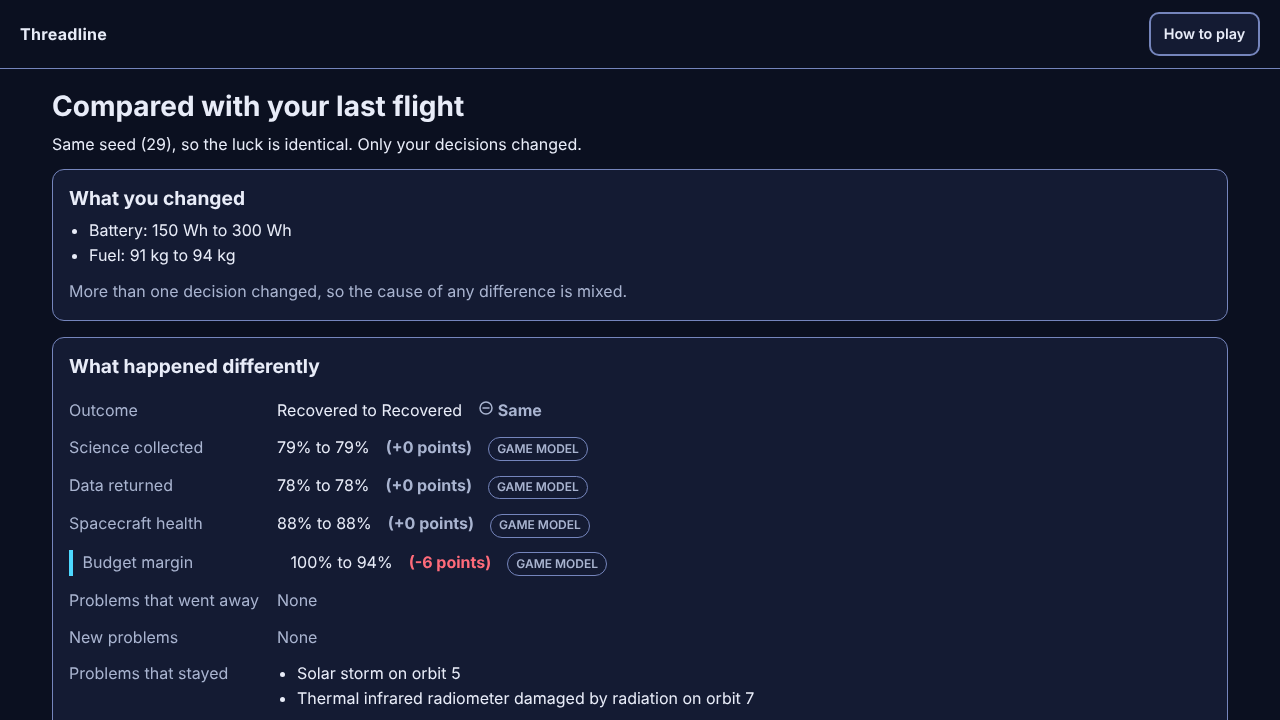 Threadline
How to play
Compared with your last flight
Same seed (29), so the luck is identical. Only your decisions changed.
What you changed
• Battery: 150 Wh to 300 Wh
• Fuel: 91 kg to 94 kg
More than one decision changed, so the cause of any difference is mixed.
What happened differently
Outcome Recovered to Recovered Same
Science collected 79% to 79% (+0 points) GAME MODEL
Data returned 78% to 78% (+0 points) GAME MODEL
Spacecraft health 88% to 88% (+0 points) GAME MODEL
Budget margin 100% to 94% (-6 points) GAME MODEL
Problems that went away None
New problems None
Problems that stayed • Solar storm on orbit 5
• Thermal infrared radiometer damaged by radiation on orbit 7